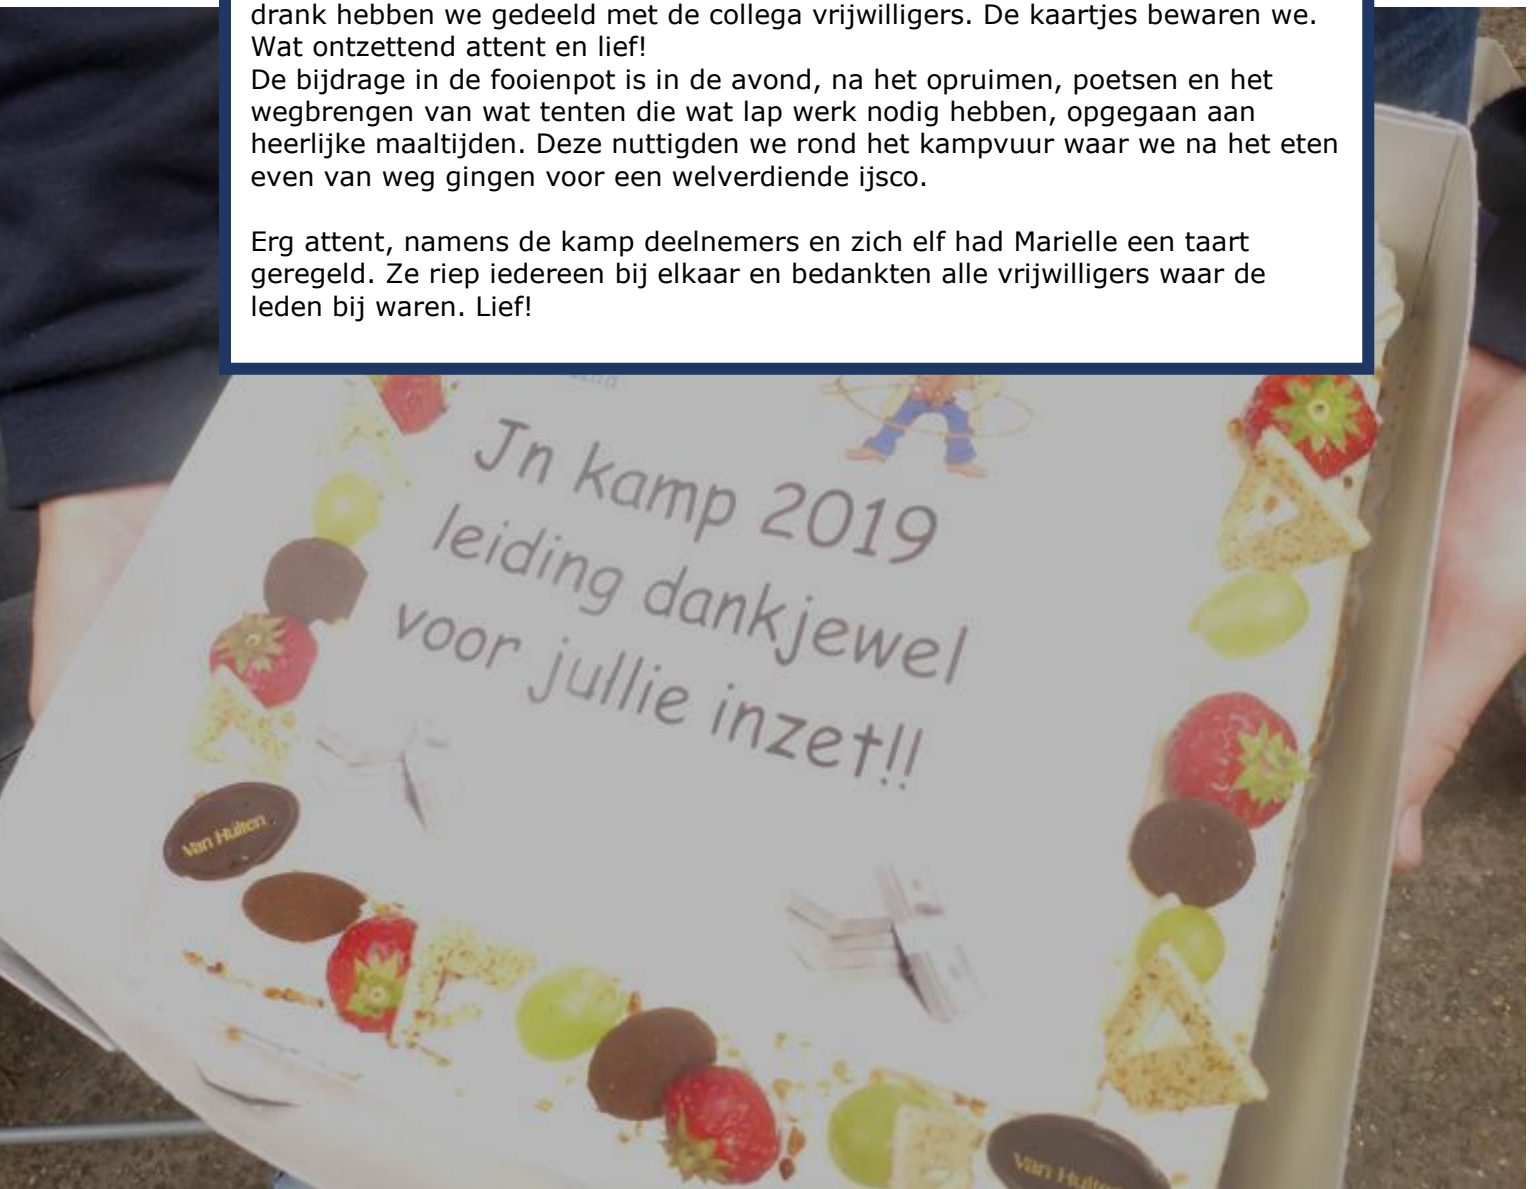 drank hebben we gedeeld met de collega vrijwilligers. De kaartjes bewaren we.
Wat ontzettend attent en lief!
De bijdrage in de fooienpot is in de avond, na het opruimen, poetsen en het
wegbrengen van wat tenten die wat lap werk nodig hebben, opgegaan aan
heerlijke maaltijden. Deze nuttigden we rond het kampvuur waar we na het eten
even van weg gingen voor een welverdiende ijsco.
Erg attent, namens de kamp deelnemers en zich elf had Marielle een taart
geregeld. Ze riep iedereen bij elkaar en bedankten alle vrijwilligers waar de
leden bij waren. Lief!
Jn kamp 2019
leiding dankjewel
voor jullie inzet!!
Van Hulten
Van Hulten